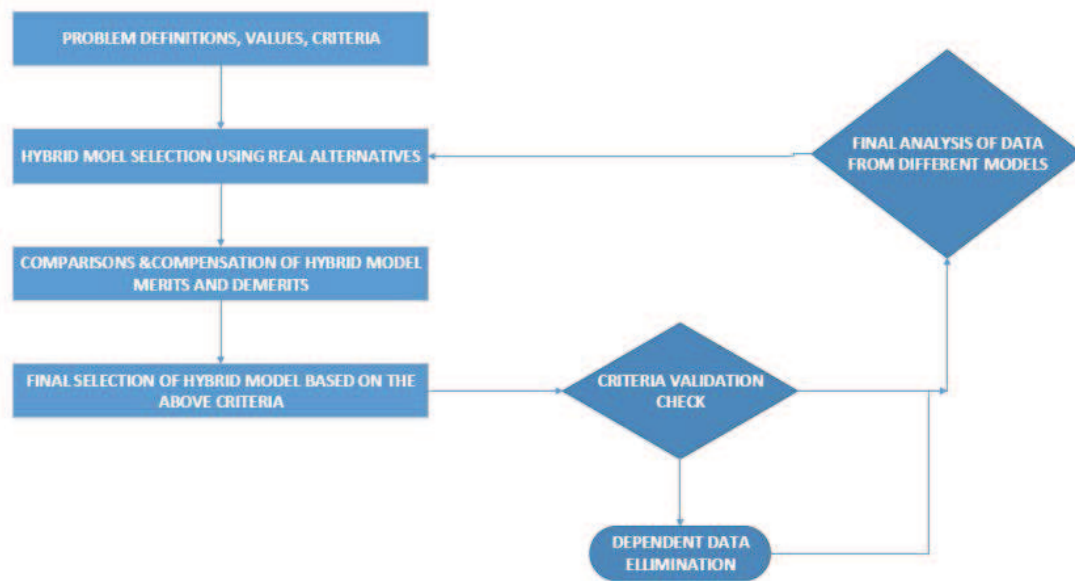 PROBLEM DEFINITIONS, VALUES, CRITERIA
HYBRID MOEL SELECTION USING REAL ALTERNATIVES
COMPARISONS &COMPENSATION OF HYBRID MODEL
MERITS AND DEMERITS
FINAL SELECTION OF HYBRID MODEL BASED ON THE
ABOVE CRITERIA
CRITERIA VALIDATION
CHECK
DEPENDENT DATA
ELLIMINATION
FINAL ANALYSIS OF DATA
FROM DIFFERENT MODELS